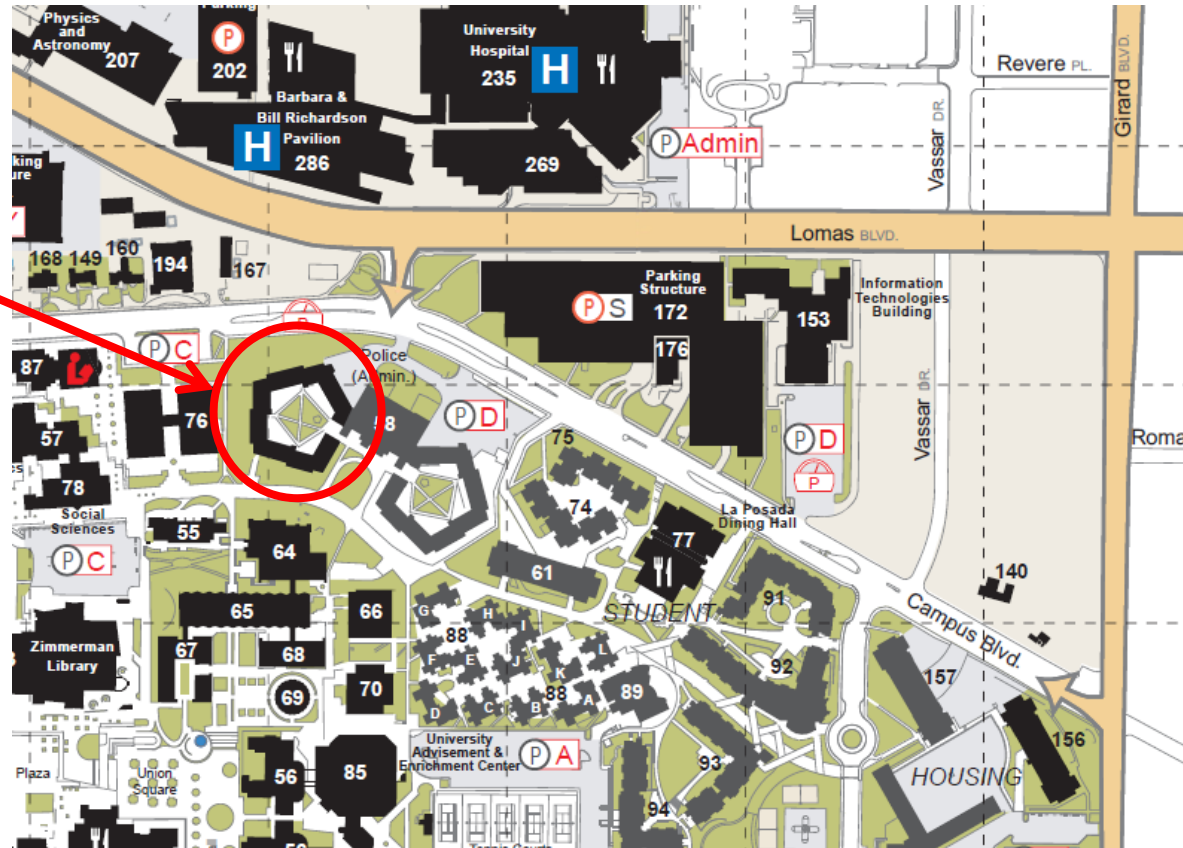 Physics
and
Astronomy
207
Parking
P
202
Barbara &
Bill Richardson
Pavilion
H
286
University
Hospital
235
H
269
P Admin
Revere PL.
Girard BLVD.
Vassar DR.
Lomas BLVD.
168
149
160
194
167
P C
Police
(Admin.)
87
76
58
P D
57
78
Social
Sciences
P C
55
64
65
66
67
68
69
70
Zimmerman
Library
Parking
Structure
172
P S
176
153
Information
Technologies
Building
Vassar DR.
P D
P
Roma
75
74
61
77
La Posada
Dining Hall
STUDENT
91
92
93
94
140
Campus Blvd.
157
156
HOUSING
G
H
I
88
F
E
J
L
K
D
C
B
88
A
89
University
Advisement &
Enrichment Center
P A
Plaza
Union
Square
56
85